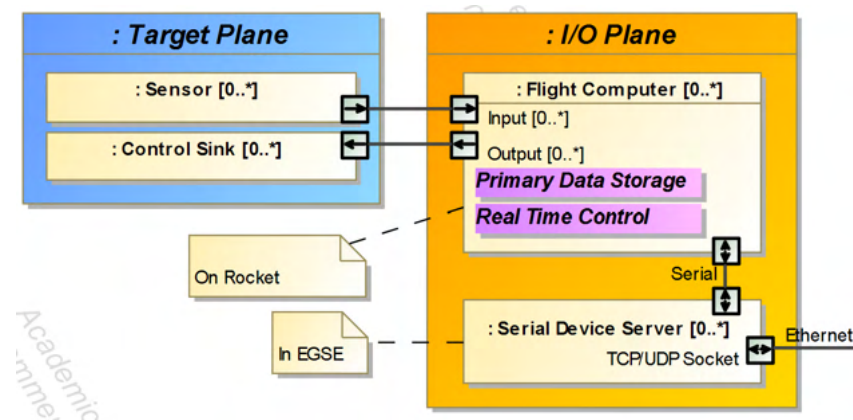 : Target Plane
: Sensor [0..*]
: Control Sink [0..*]
: I/O Plane
: Flight Computer [0..*]
Input [0..*]
Output [0..*]
Primary Data Storage
Real Time Control
On Rocket
Serial
In EGSE
: Serial Device Server [0..*]
TCP/UDP Socket
Ethernet
Academic